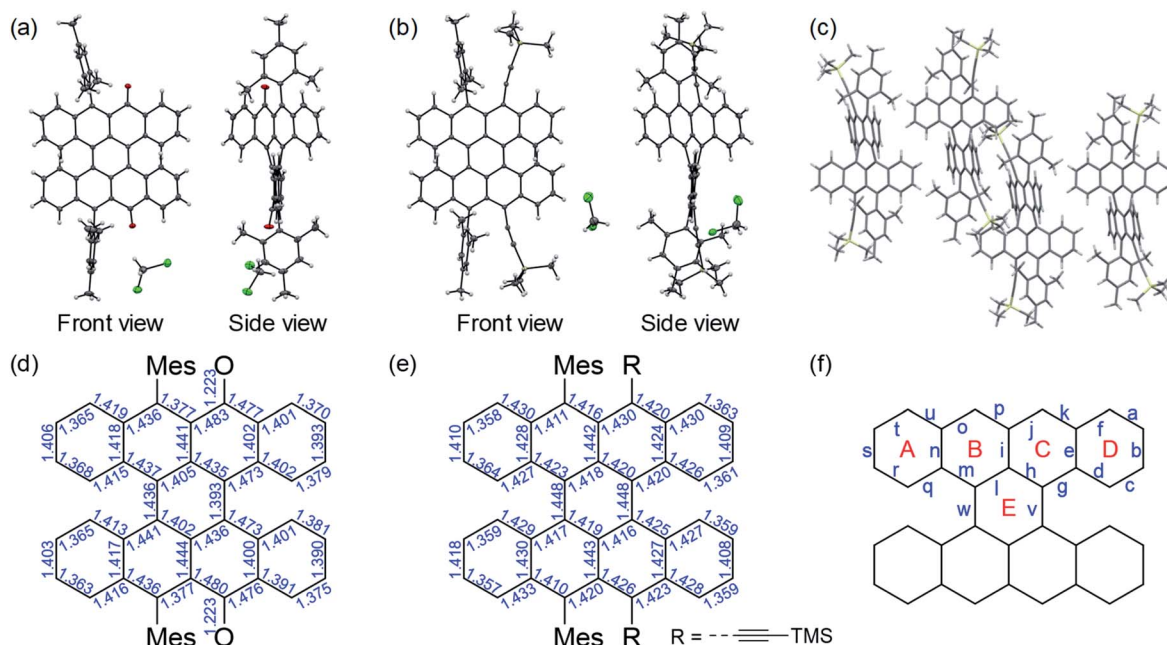 (a)
Front view Side view
(b)
Front view Side view
(c)
(d)
Mes O
1.223
1.419 1.377 1.477 1.370
1.365 1.436 1.483 1.401
1.406 1.418 1.441 1.402 1.393
1.368 1.437 1.435 1.402
1.415 1.405 1.473 1.379
1.436 1.393
1.413 1.402 1.473 1.381
1.365 1.441 1.436 1.401
1.403 1.417 1.444 1.400 1.390
1.363 1.436 1.480 1.391
1.416 1.377 1.476 1.375
1.223
Mes O
(e)
Mes R
1.430 1.416 1.420 1.363
1.358 1.411 1.430 1.430
1.410 1.428 1.442 1.424 1.409
1.364 1.423 1.420 1.426
1.427 1.418 1.420 1.361
1.448 1.448
1.429 1.419 1.425 1.359
1.359 1.417 1.416 1.427
1.418 1.430 1.443 1.427 1.408
1.357 1.410 1.426 1.428
1.433 1.420 1.423 1.359
Mes R
R = TMS
(f)
u p k a
t o j f
s A n B i C e D b
r m h d
q l g c
w E v